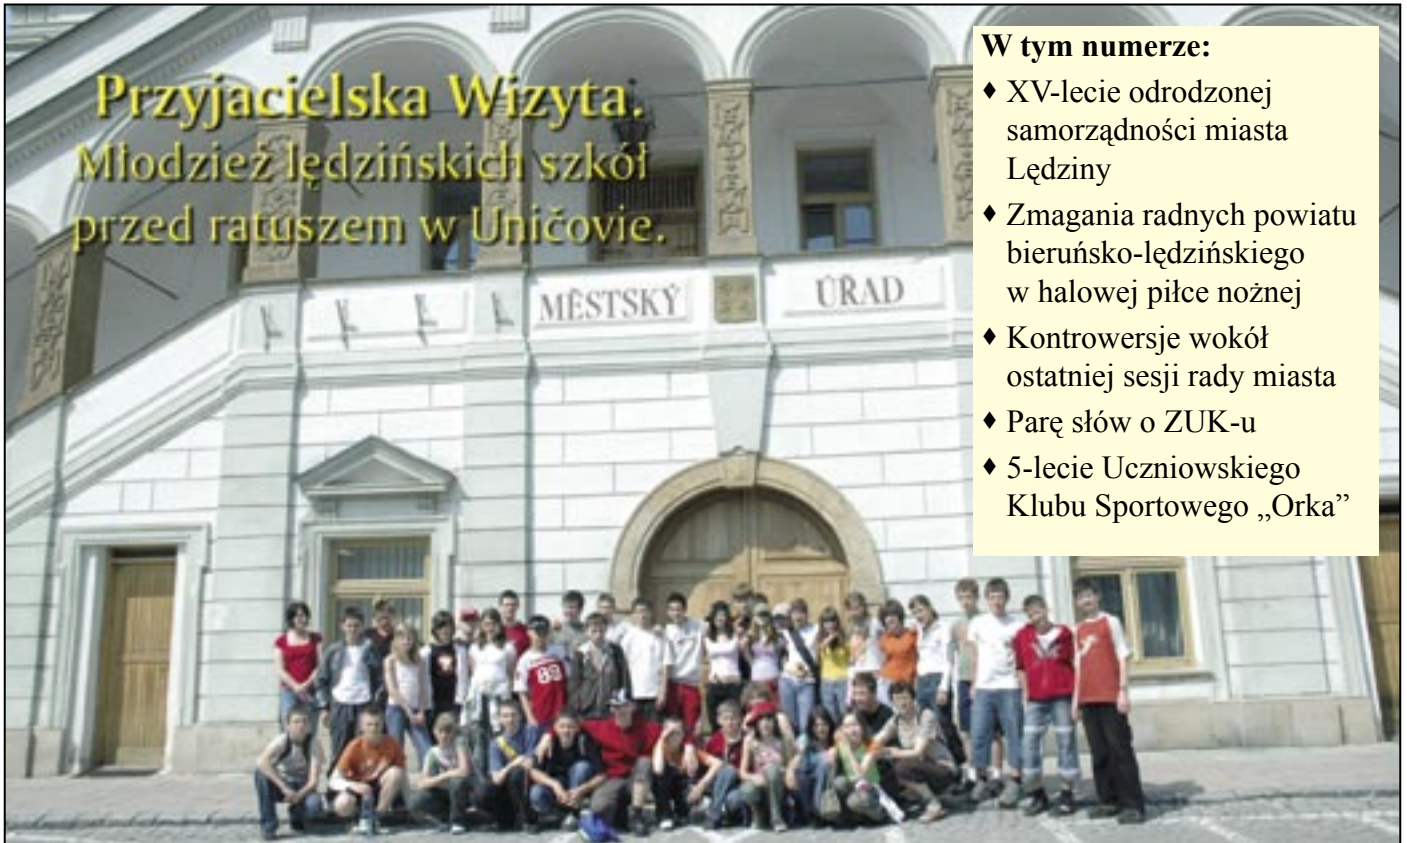 Przyjacielska Wizyta.
Młodzież lędzińskich szkół
przed ratuszem w Uničovie.
W tym numerze:
♦ XV-lecie odrodzonej
samorządności miasta
Lędziny
♦ Zmagania radnych powiatu
bieruńsko-lędzińskiego
w halowej piłce nożnej
♦ Kontrowersje wokół
ostatniej sesji rady miasta
♦ Parę słów o ZUK-u
♦ 5-lecie Uczniowskiego
Klubu Sportowego „Orka”
MĚSTSKÝ ÚŘAD
89